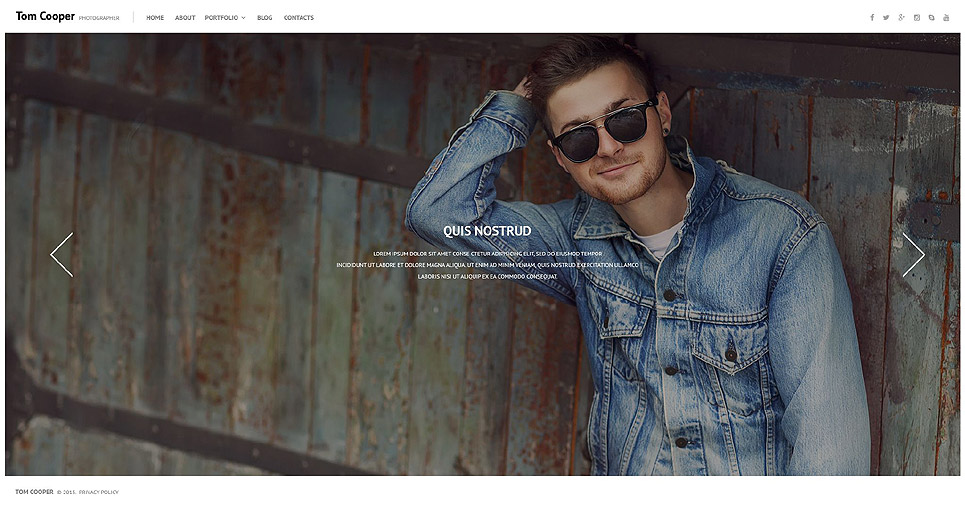 Tom Cooper PHOTOGRAPHER HOME ABOUT PORTFOLIO BLOG CONTACTS
QUIS NOSTRUD
LOREM IPSUM DOLOR SIT AMET CONSE CTETUR ADIPISICING ELIT, SED DO EIUSMOD TEMPOR
INCIDIDUNT UT LABORE ET DOLORE MAGNA ALIQUA. UT ENIM AD MINIM VENIAM, QUIS NOSTRUD EXERCITATION ULLAMCO
LABORIS NISI UT ALIQUIP EX EA COMMODO CONSEQUAT.
TOM COOPER © 2015. PRIVACY POLICY